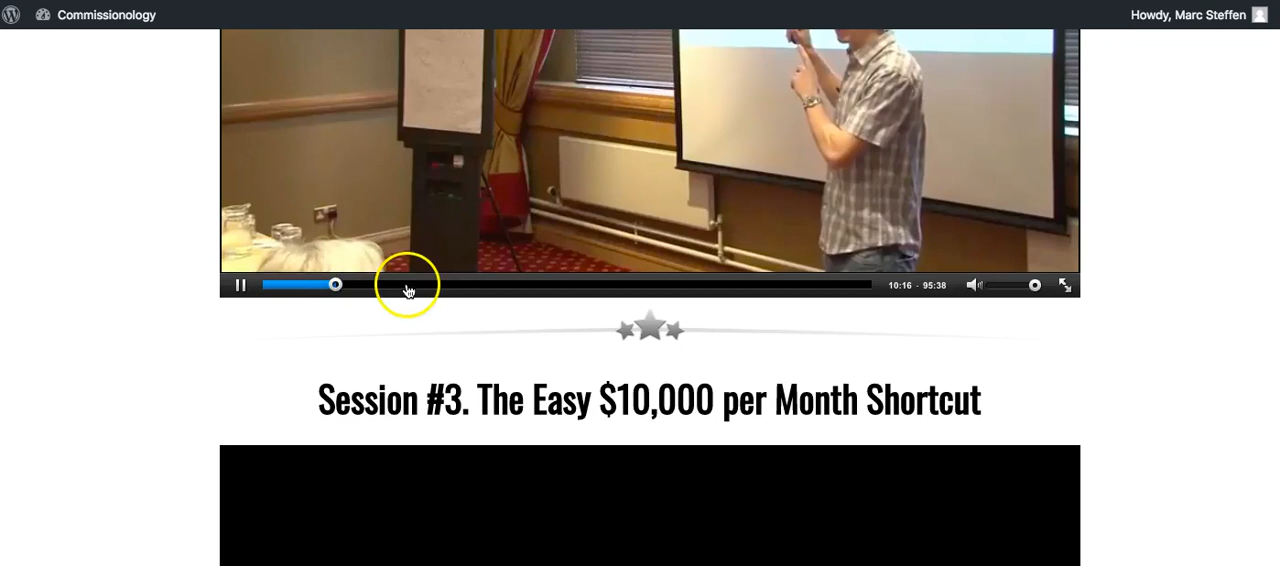 Commissionology
Howdy, Marc Steffen
10:16 - 95:38
Session #3. The Easy $10,000 per Month Shortcut